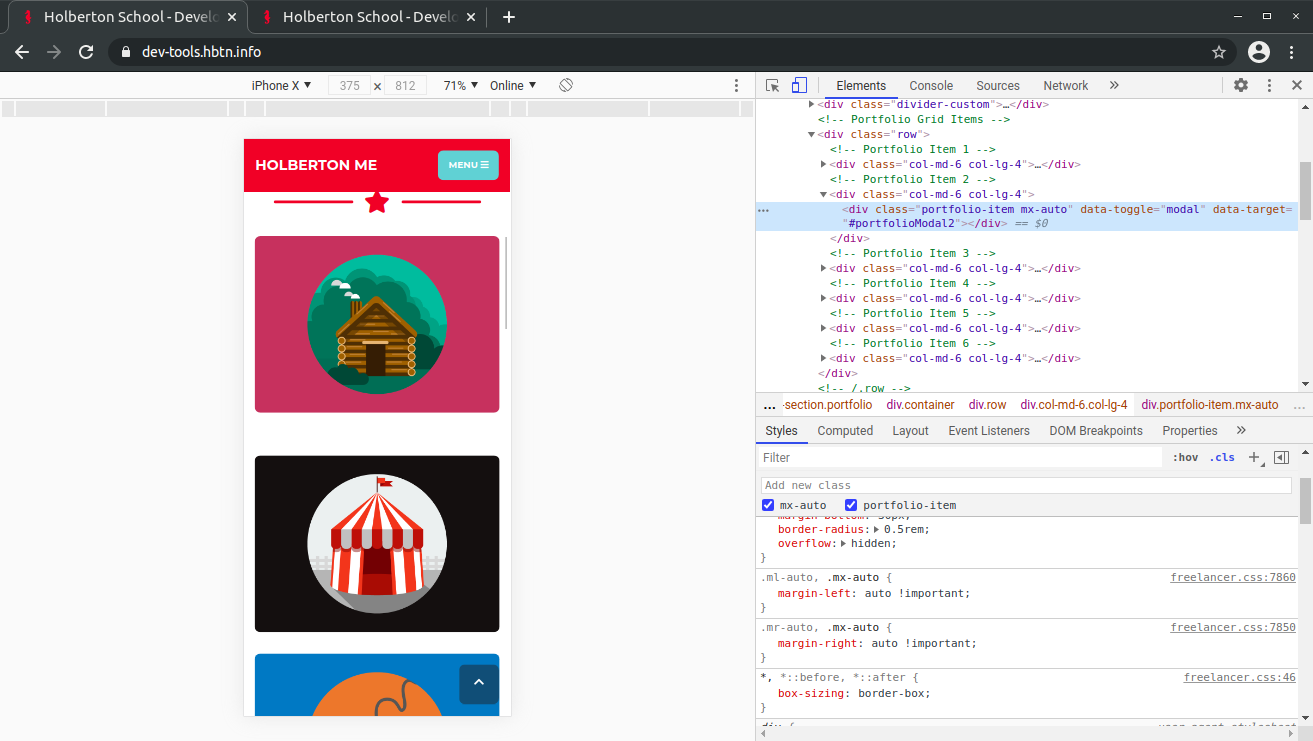 Holberton School - Develo
Holberton School - Develo
dev-tools.hbtn.info
iPhone X ▼ 375 × 812 71% ▼ Online ▼
HOLBERTON ME
MENU
Elements Console Sources Network »
▶<div class="divider-custom">…</div>
<!-- Portfolio Grid Items -->
▼<div class="row">
<!-- Portfolio Item 1 -->
▶<div class="col-md-6 col-lg-4">…</div>
<!-- Portfolio Item 2 -->
▼<div class="col-md-6 col-lg-4">
<div class="portfolio-item mx-auto" data-toggle="modal" data-target=
"#portfolioModal2"></div> == $0
</div>
<!-- Portfolio Item 3 -->
▶<div class="col-md-6 col-lg-4">…</div>
<!-- Portfolio Item 4 -->
▶<div class="col-md-6 col-lg-4">…</div>
<!-- Portfolio Item 5 -->
▶<div class="col-md-6 col-lg-4">…</div>
<!-- Portfolio Item 6 -->
▶<div class="col-md-6 col-lg-4">…</div>
</div>
<!-- /.row -->
... -section.portfolio div.container div.row div.col-md-6.col-lg-4 div.portfolio-item.mx-auto ...
Styles Computed Layout Event Listeners DOM Breakpoints Properties »
Filter :hov .cls +
Add new class
mx-auto portfolio-item
margin-bottom: 30px;
border-radius: ▶ 0.5rem;
overflow: ▶ hidden;
}
.ml-auto, .mx-auto { freelancer.css:7860
margin-left: auto !important;
}
.mr-auto, .mx-auto { freelancer.css:7850
margin-right: auto !important;
}
*, *::before, *::after { freelancer.css:46
box-sizing: border-box;
}
div { user agent stylesheet